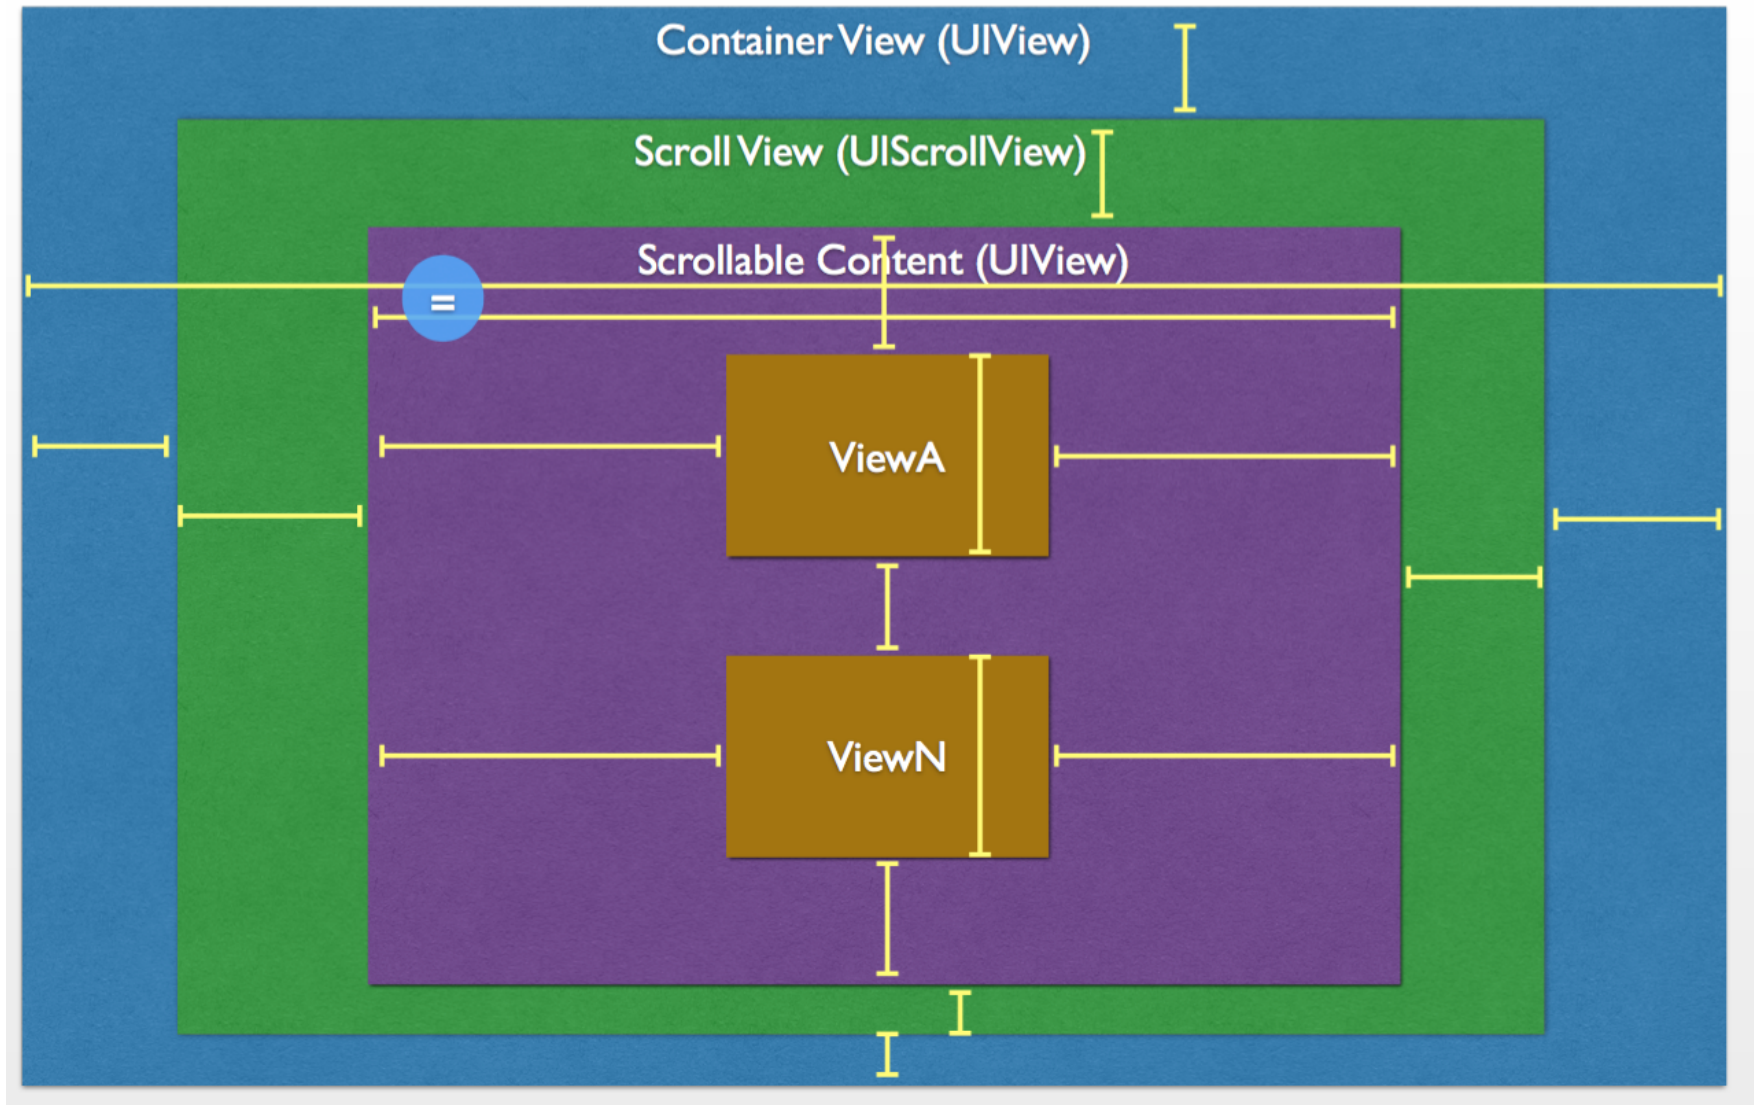 Container View (UIView)
Scroll View (UIScrollView)
Scrollable Content (UIView)
=
ViewA
ViewN